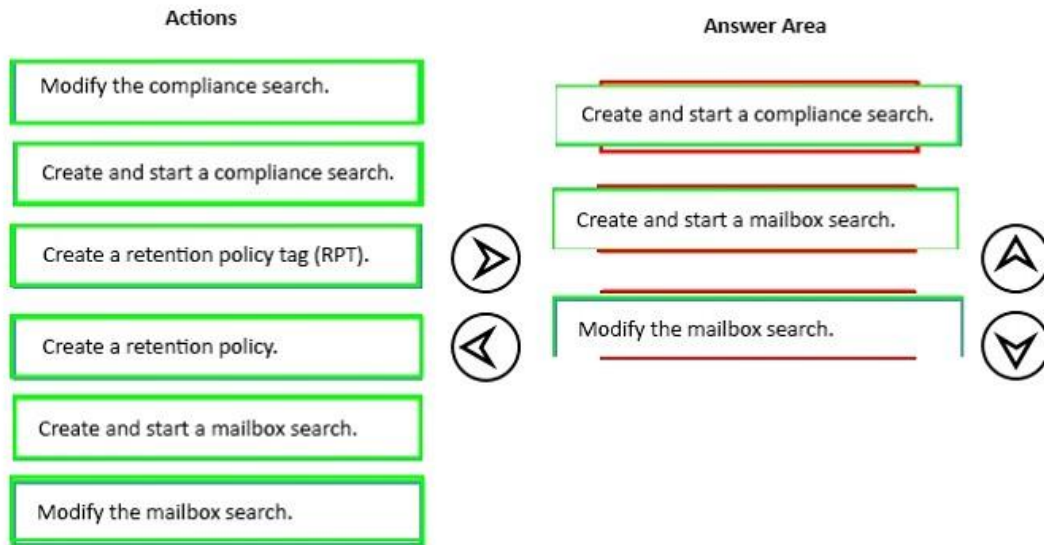 Actions
Modify the compliance search.
Create and start a compliance search.
Create a retention policy tag (RPT).
Create a retention policy.
Create and start a mailbox search.
Modify the mailbox search.
Answer Area
Create and start a compliance search.
Create and start a mailbox search.
Modify the mailbox search.